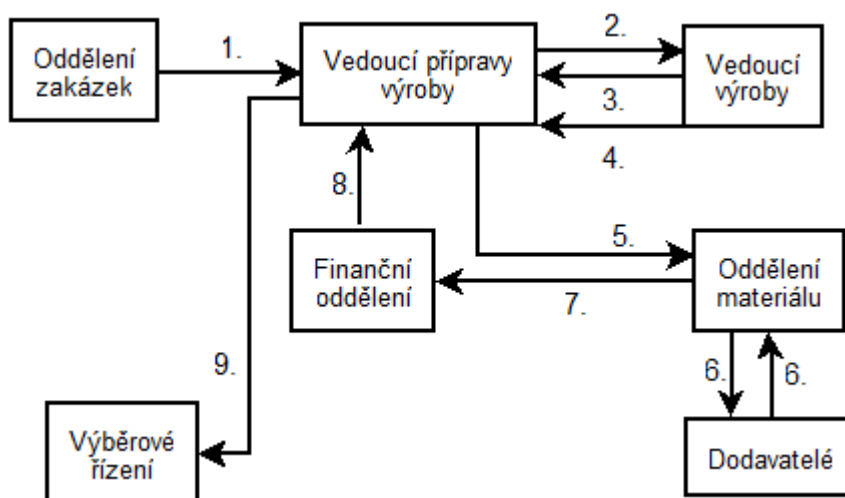 Oddělení
zakázek
1.
Vedoucí přípravy
výroby
2.
3.
4.
Vedoucí
výroby
8.
5.
Finanční
oddělení
7.
Oddělení
materiálu
9.
6.
6.
Výběrové
řízení
Dodavatelé